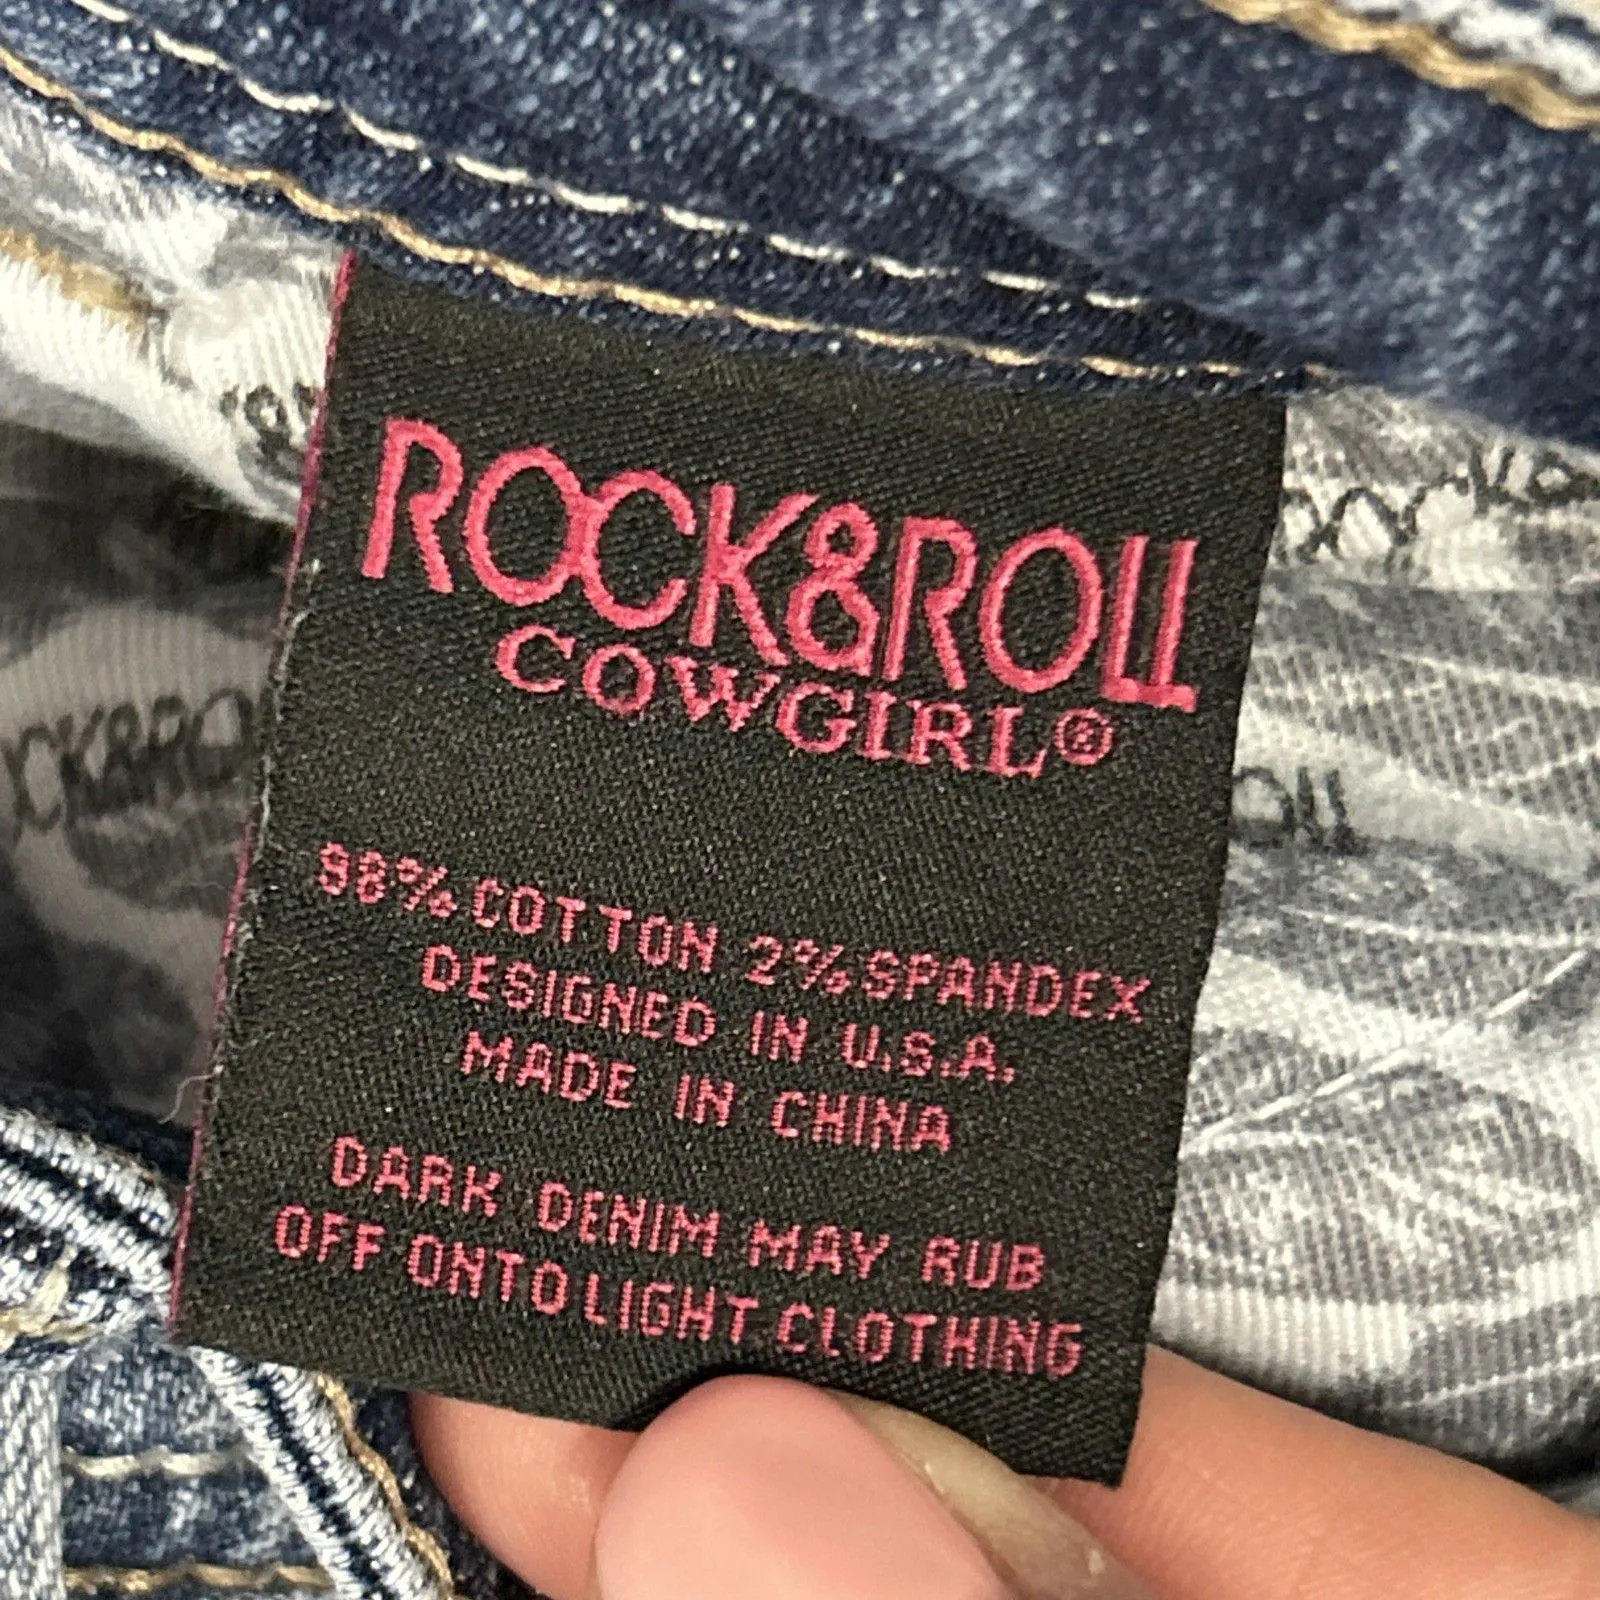 ROCK&ROLL
COWGIRL®
98% COTTON 2% SPANDEX
DESIGNED IN U.S.A.
MADE IN CHINA
DARK DENIM MAY RUB
OFF ONTO LIGHT CLOTHING